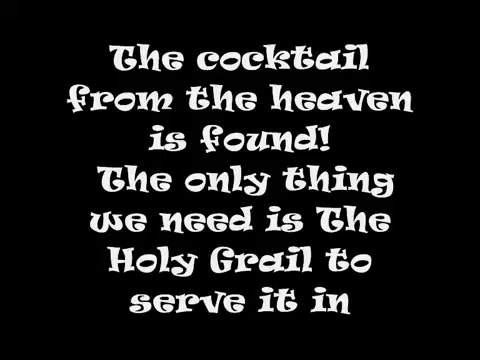 The cocktail
from the heaven
is found!
The only thing
we need is The
Holy Grail to
serve it in